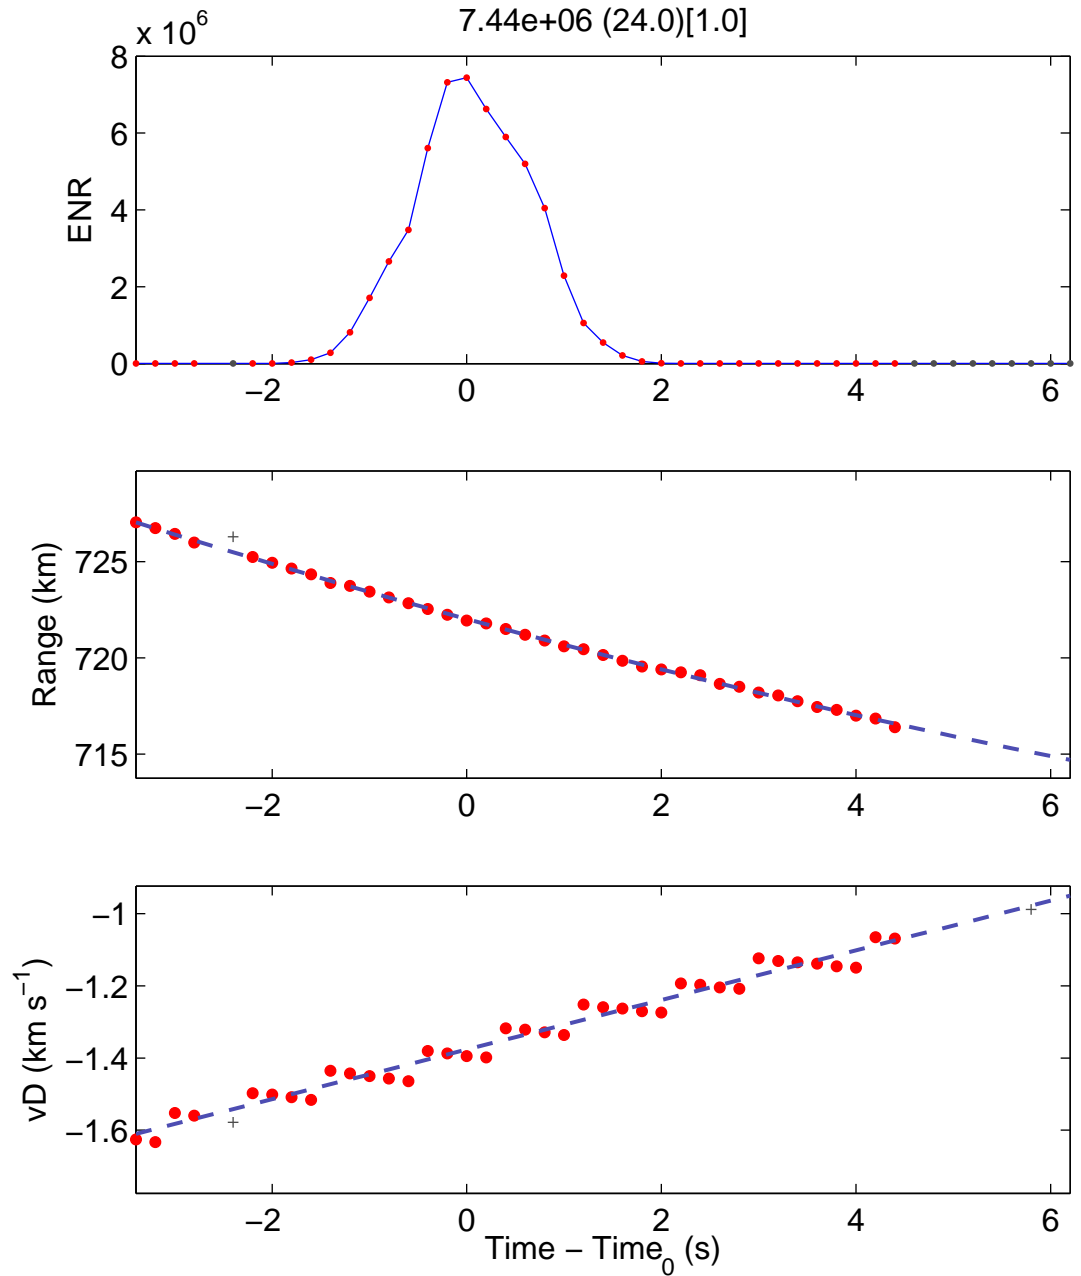 7.44e+06 (24.0)[1.0]
x 10^6
8
6
4
2
0
ENR
−2 0 2 4 6
725
720
715
Range (km)
−2 0 2 4 6
−1
−1.2
−1.4
−1.6
vD (km s^−1)
−2 0 2 4 6
Time − Time_0 (s)